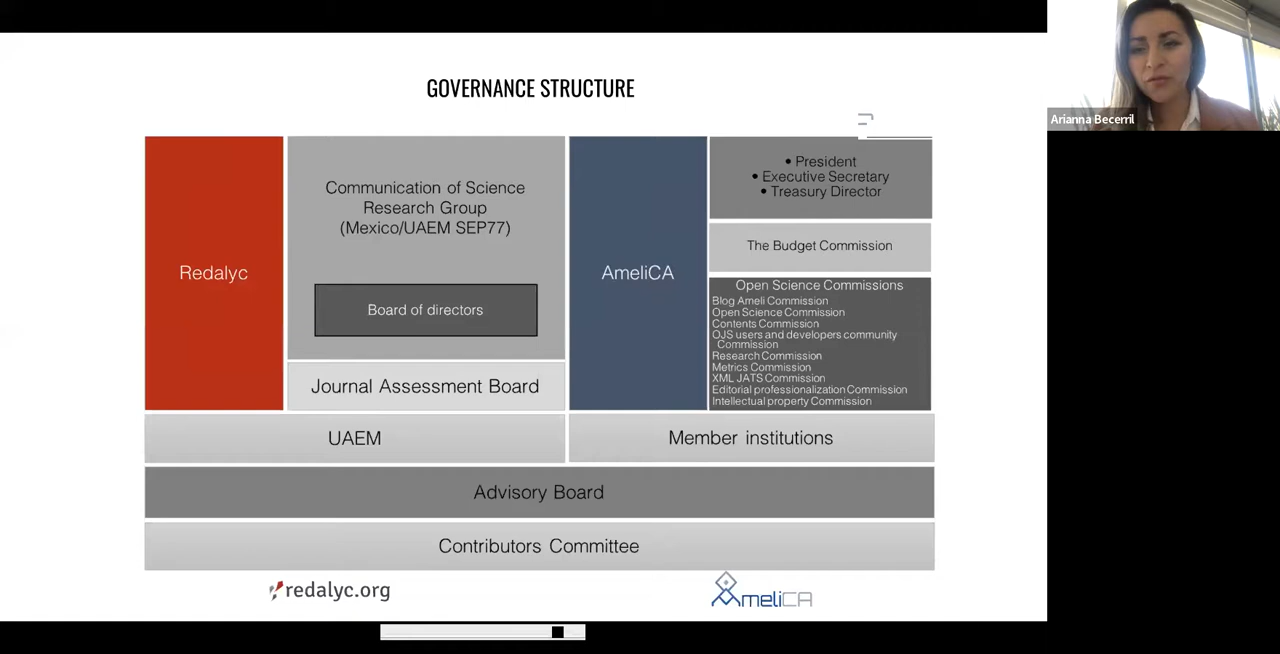 GOVERNANCE STRUCTURE
Arianna Becerril
Redalyc
Communication of Science
Research Group
(Mexico/UAEM SEP77)
Board of directors
Journal Assessment Board
AmeliCA
• President
• Executive Secretary
• Treasury Director
The Budget Commission
Open Science Commissions
Blog Ameli Commission
Open Science Commission
Contents Commission
OJS users and developers community
Commission
Research Commission
Metrics Commission
XML JATS Commission
Editorial professionalization Commission
Intellectual property Commission
UAEM
Member institutions
Advisory Board
Contributors Committee
redalyc.org
AmeliCA